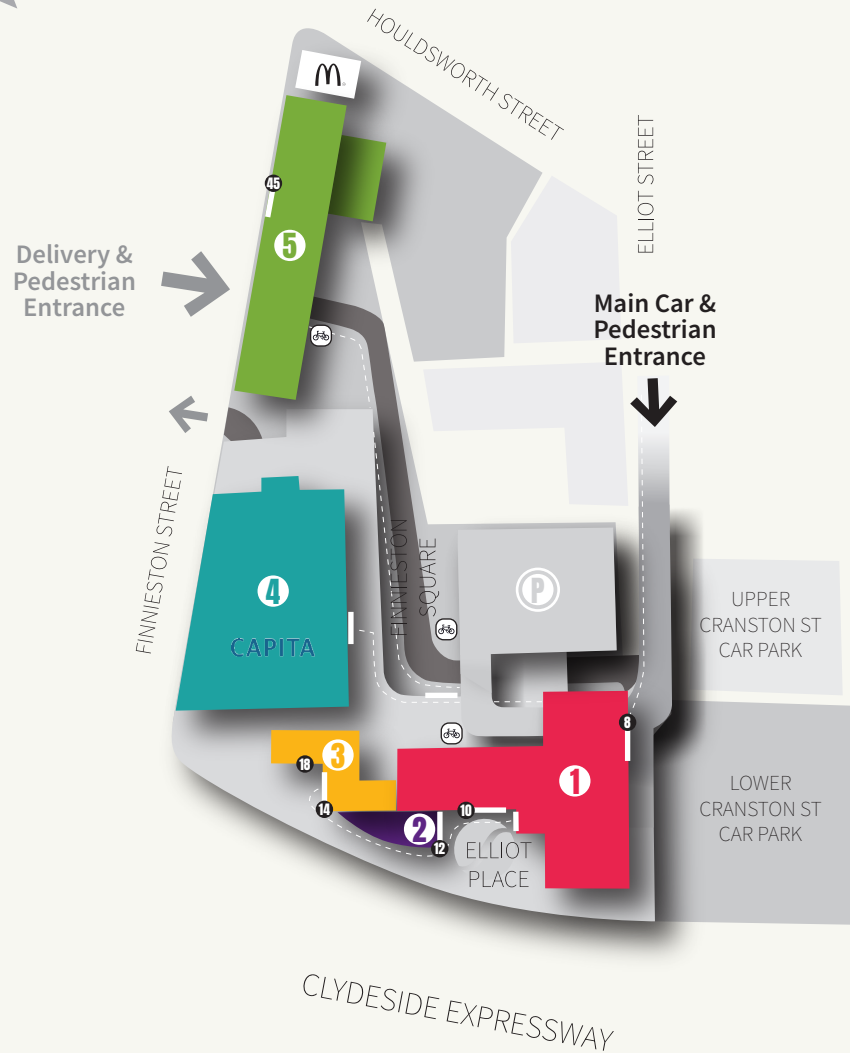 HOULDSWORTH STREET
ELLIOT STREET
45
5
Delivery &
Pedestrian
Entrance
Main Car &
Pedestrian
Entrance
FINNIESTON STREET
FINNIESTON
SQUARE
4
CAPITA
P
UPPER
CRANSTON ST
CAR PARK
8
3
18
14
1
10
2
12
ELLIOT
PLACE
LOWER
CRANSTON ST
CAR PARK
CLYDESIDE EXPRESSWAY